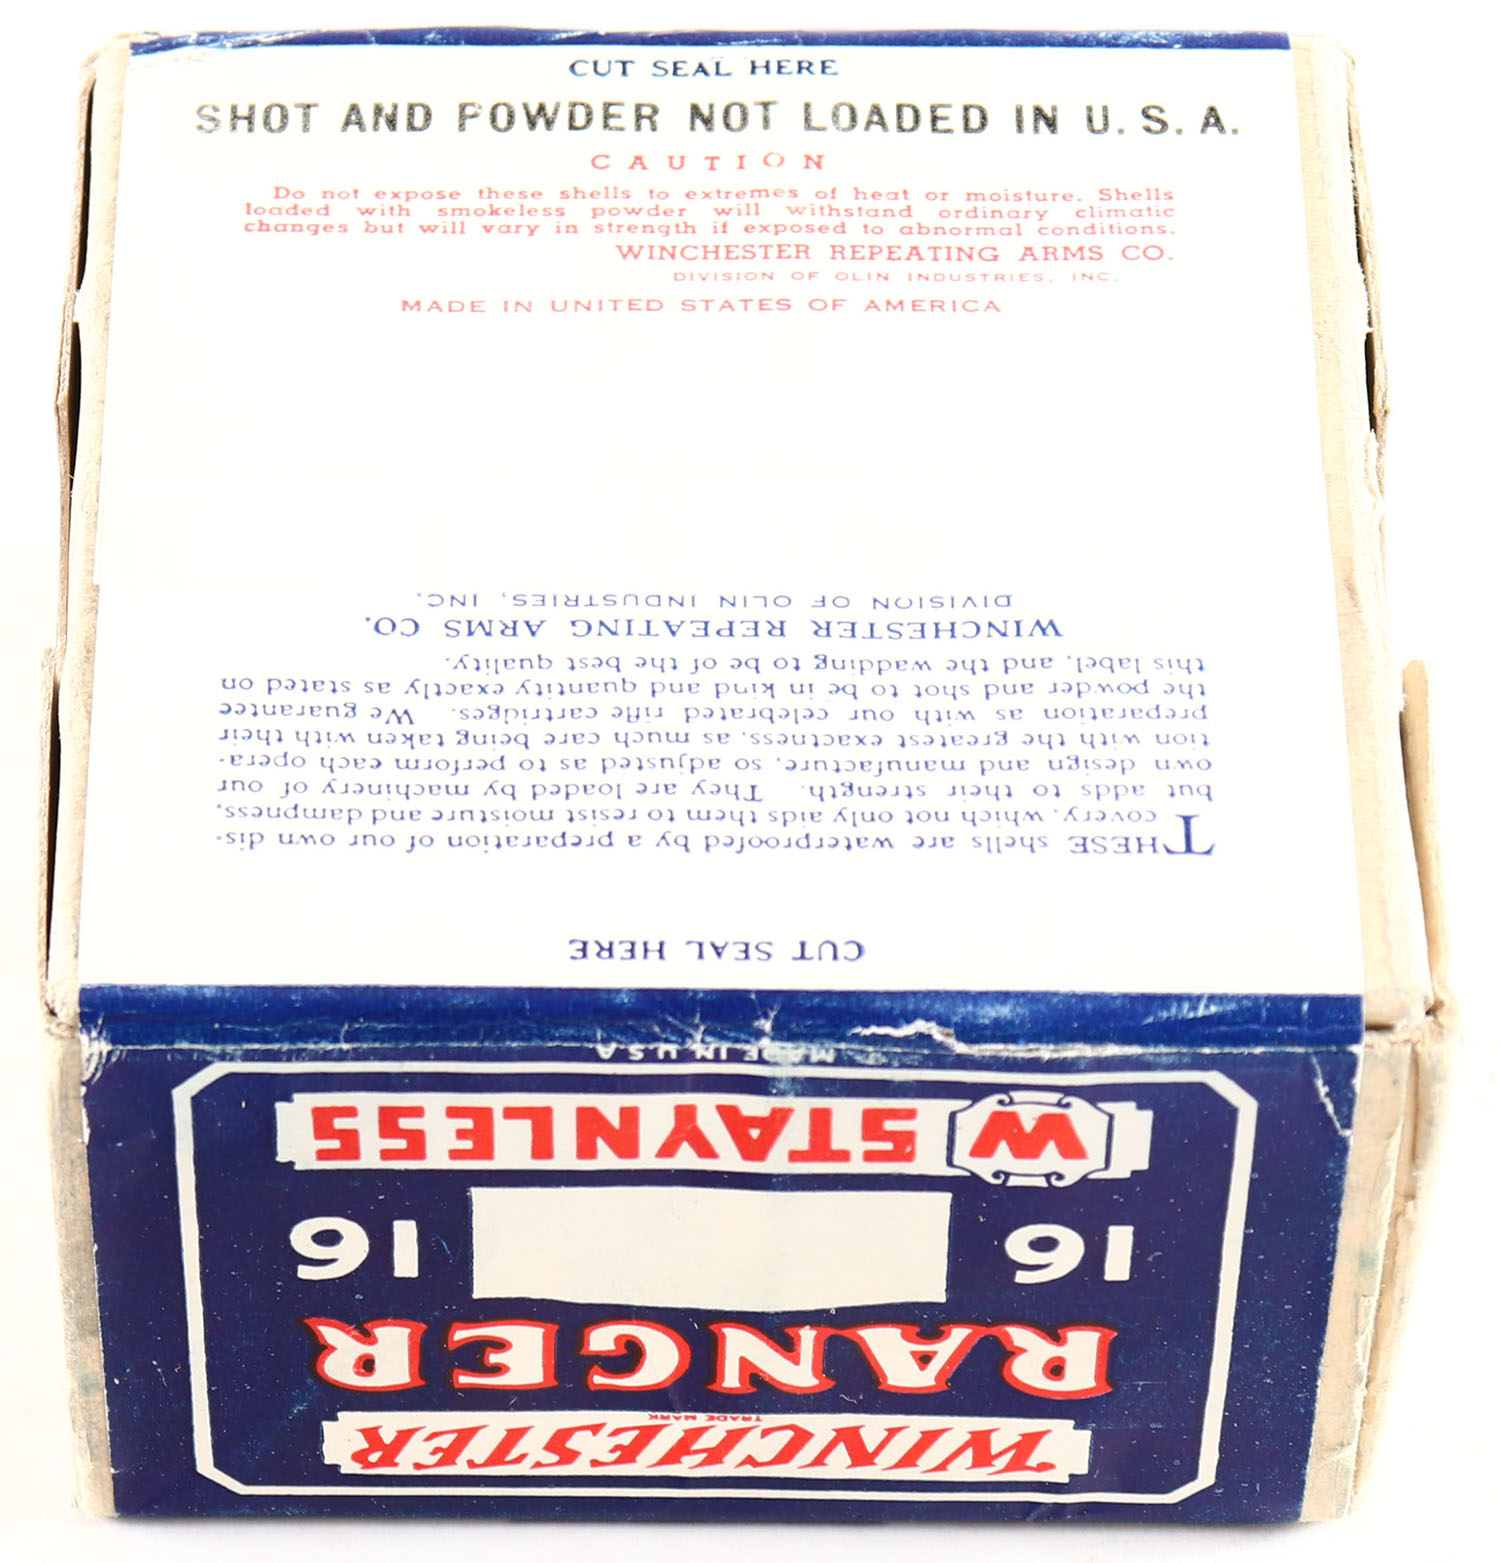 CUT SEAL HERE
SHOT AND POWDER NOT LOADED IN U. S. A.
CAUTION
Do not expose these shells to extremes of heat or moisture. Shells
loaded with smokeless powder will withstand ordinary climatic
changes but will vary in strength if exposed to abnormal conditions.
WINCHESTER REPEATING ARMS CO.
DIVISION OF OLIN INDUSTRIES, INC.
MADE IN UNITED STATES OF AMERICA
CUT SEAL HERE
THESE shells are waterproofed by a preparation of our own dis-
covery, which not only aids them to resist moisture and dampness,
but adds to their strength. They are loaded by machinery of our
own design and manufacture, so adjusted as to perform each opera-
tion with the greatest exactness, as much care being taken with their
preparation as with our celebrated rifle cartridges. We guarantee
the powder and shot to be in kind and quantity exactly as stated on
this label, and the wadding to be of the best quality.
WINCHESTER REPEATING ARMS CO.
DIVISION OF OLIN INDUSTRIES, INC.
WINCHESTER
TRADE MARK
RANGER
16 16
W STAYNLESS
MADE IN U.S.A